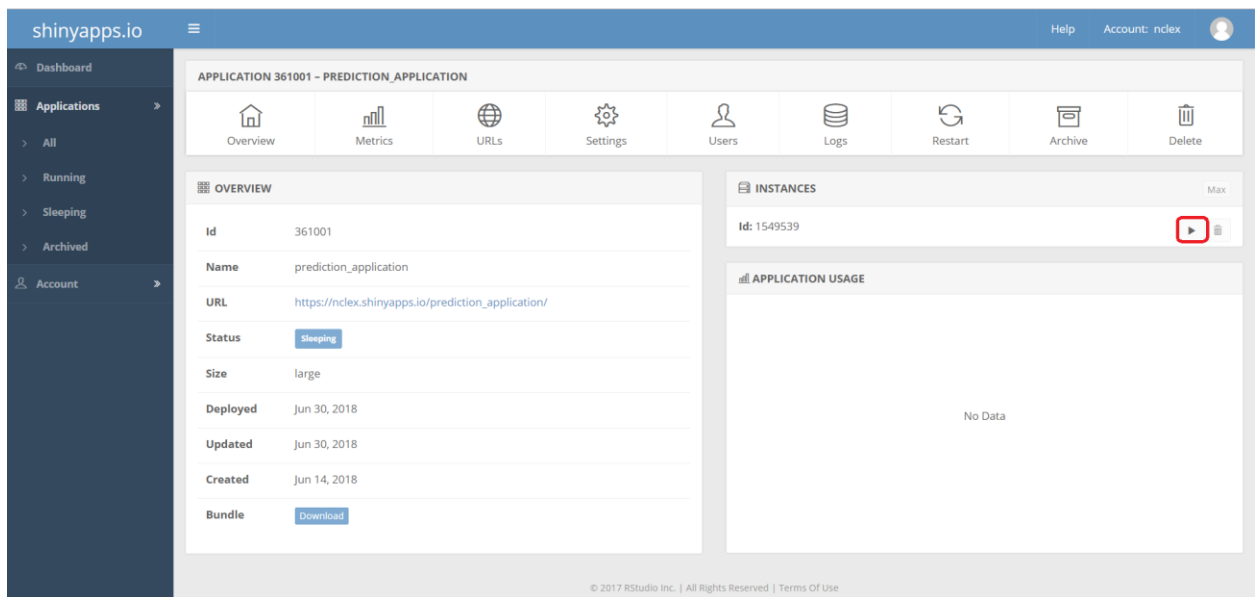 shinyapps.io
Help Account: nclex
Dashboard
Applications
All
Running
Sleeping
Archived
Account
APPLICATION 361001 – PREDICTION_APPLICATION
Overview Metrics URLs Settings Users Logs Restart Archive Delete
OVERVIEW
Id 361001
Name prediction_application
URL https://nclex.shinyapps.io/prediction_application/
Status Sleeping
Size large
Deployed Jun 30, 2018
Updated Jun 30, 2018
Created Jun 14, 2018
Bundle Download
INSTANCES Max
Id: 1549539
APPLICATION USAGE
No Data
© 2017 RStudio Inc. | All Rights Reserved | Terms Of Use